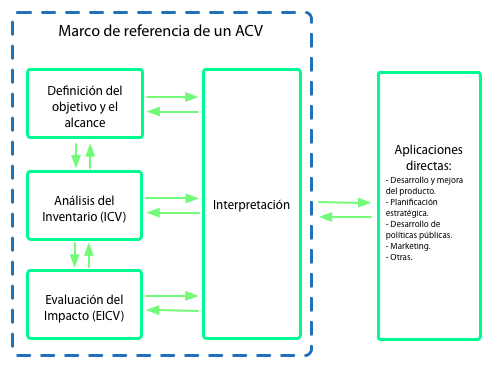 Marco de referencia de un ACV
Definición del
objetivo y el
alcance
Análisis del
Inventario (ICV)
Evaluación del
Impacto (EICV)
Interpretación
Aplicaciones
directas:
- Desarrollo y mejora
del producto.
- Planificación
estratégica.
- Desarrollo de
políticas públicas.
- Marketing.
- Otras.